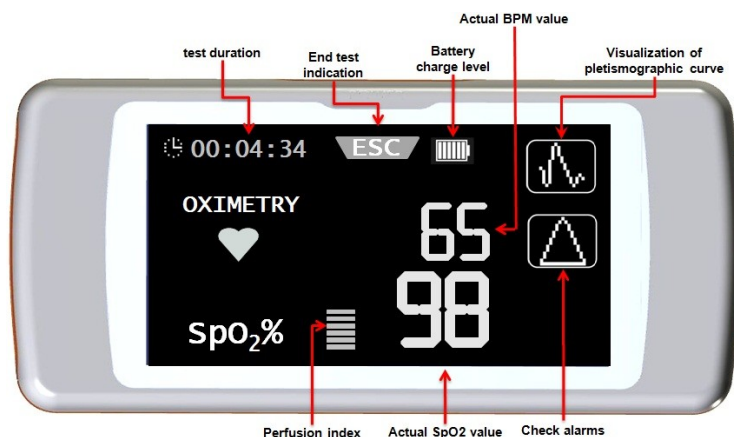 Actual BPM value
test duration
End test
indication
Battery
charge level
Visualization of
pletismographic curve
00:04:34
ESC
OXIMETRY
65
SpO2%
98
Perfusion index
Actual SpO2 value
Check alarms